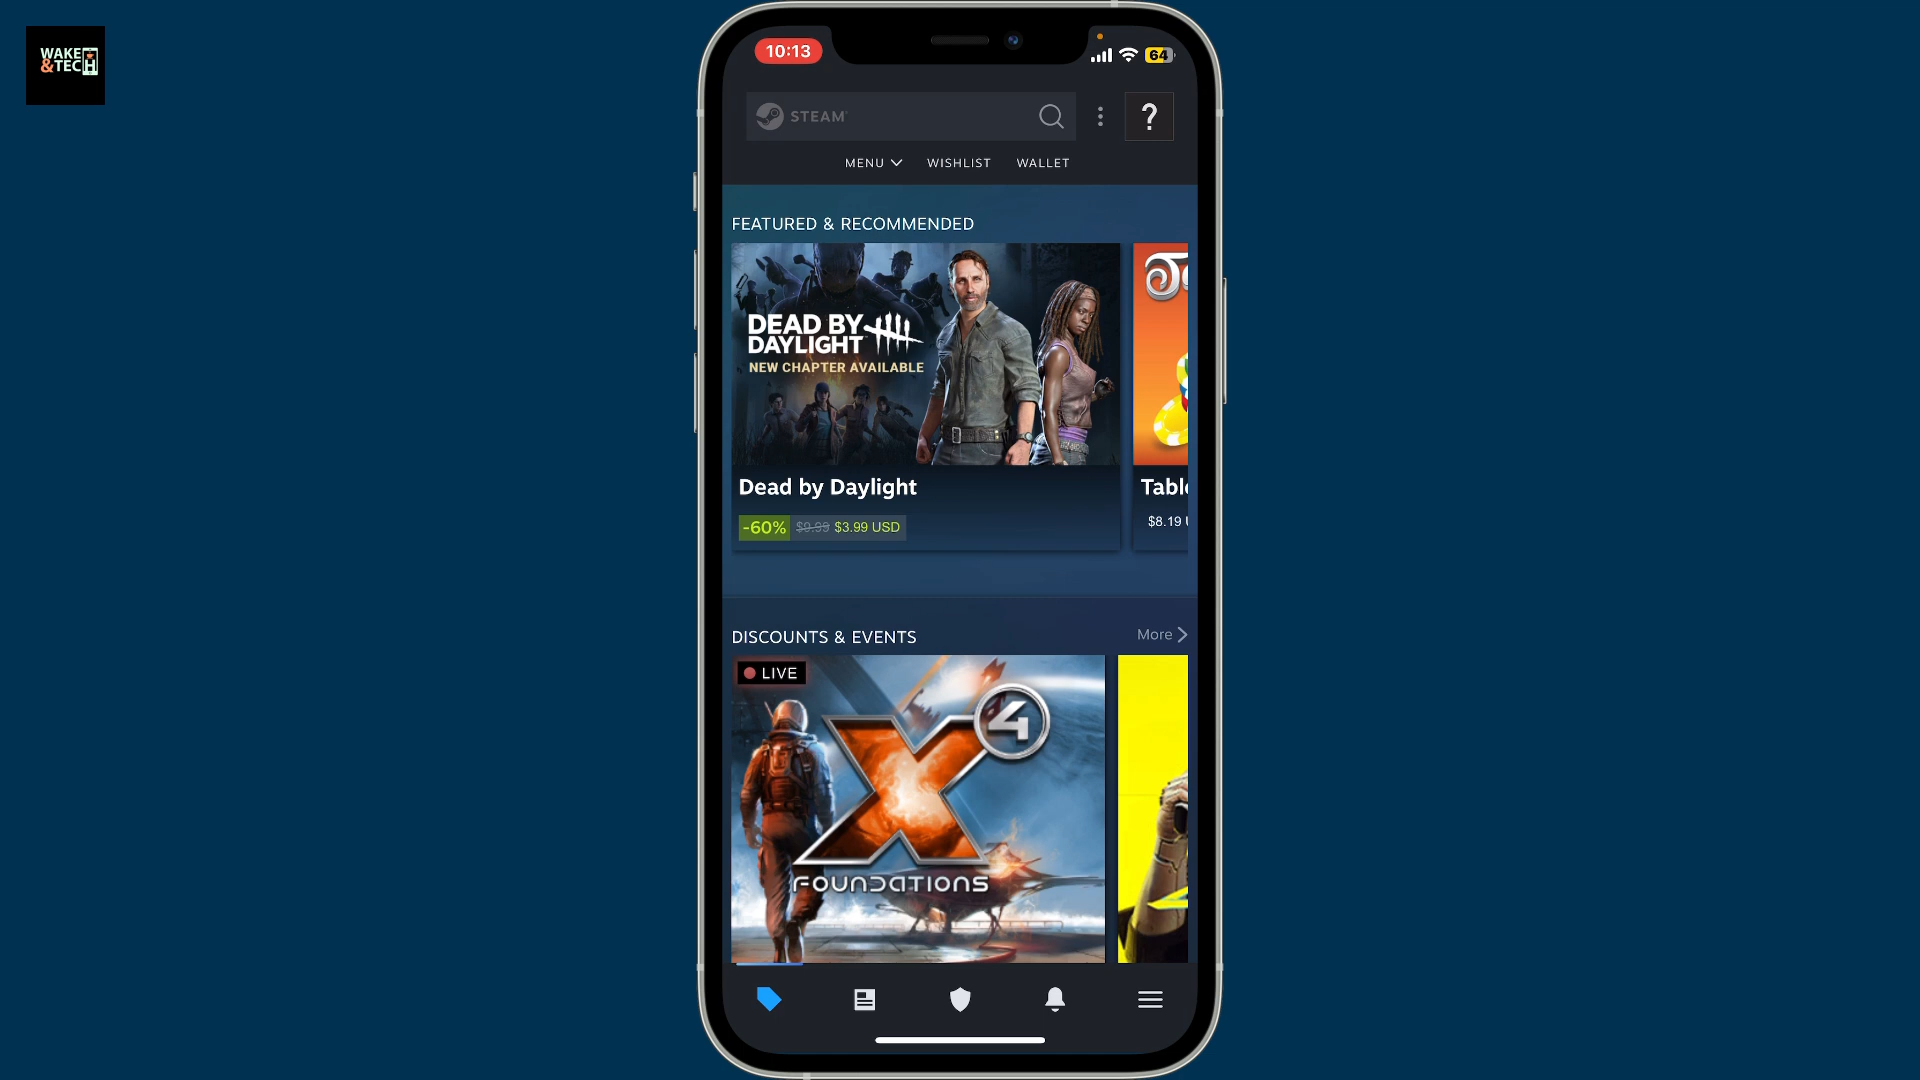 WAKE
&TECH
10:13
64
STEAM
?
MENU WISHLIST WALLET
FEATURED & RECOMMENDED
DEAD BY
DAYLIGHT
NEW CHAPTER AVAILABLE
Dead by Daylight
Tabl
-60% $9.99 $3.99 USD
$8.19
DISCOUNTS & EVENTS
More
LIVE
X4
FOUNDATIONS